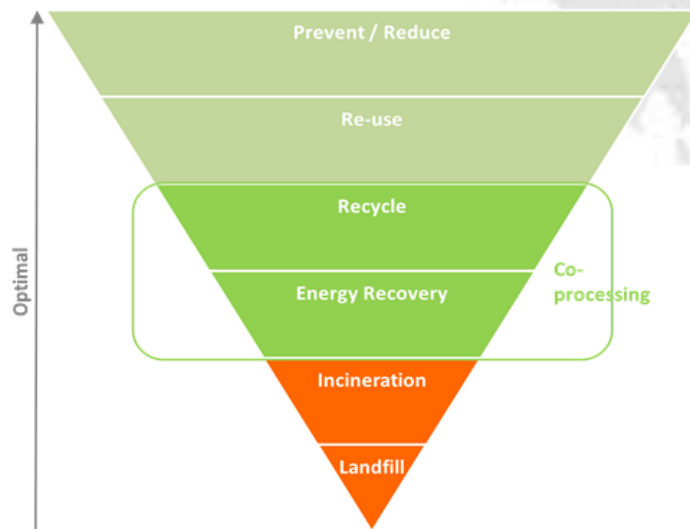 Prevent / Reduce
Re-use
Recycle
Energy Recovery
Co-
processing
Incineration
Landfill
Optimal